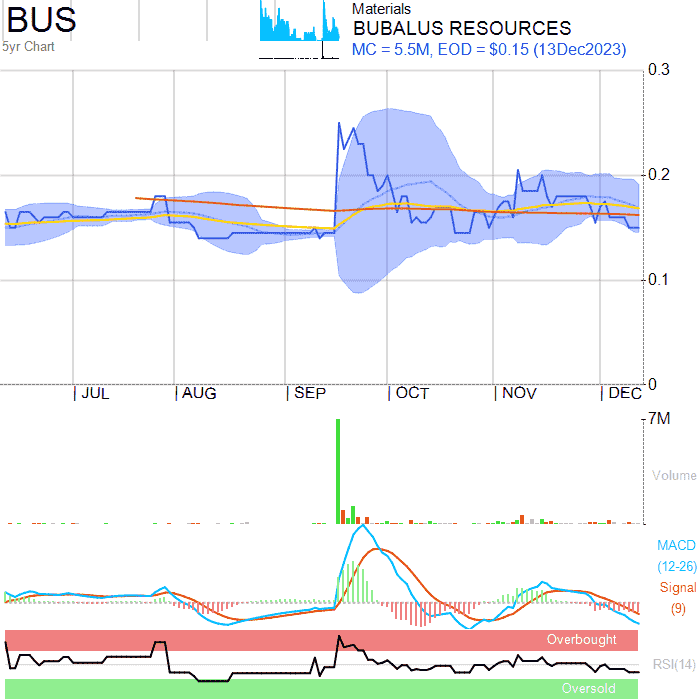 BUS
5yr Chart
Materials
BUBALUS RESOURCES
MC = 5.5M, EOD = $0.15 (13Dec2023)
0.3
0.2
0.1
0
JUL
AUG
SEP
OCT
NOV
DEC
7M
Volume
MACD
(12-26)
Signal
(9)
Overbought
RSI(14)
Oversold